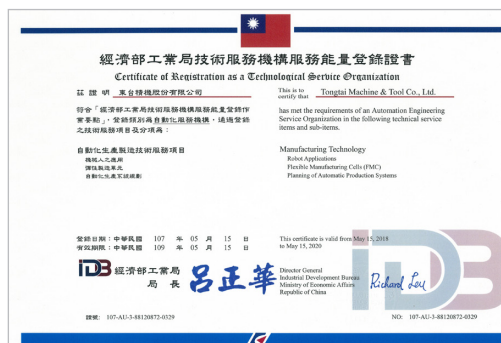 經濟部工業局技術服務機構服務能量登錄證書
Certificate of Registration as a Technological Service Organization
茲證明 東台精機股份有限公司
This is to certify that Tongtai Machine & Tool Co., Ltd.
符合「經濟部工業局技術服務機構服務能量登錄作
要點」，登錄類別為自動化服務機構，通過登錄
之技術服務項目及分項為：
has met the requirements of an Automation Engineering
Service Organization in the following technical service
items and sub-items.
自動化生產製造技術服務項目
機械人之應用
彈性製造單元
自動化生產系統規劃
Manufacturing Technology
Robot Applications
Flexible Manufacturing Cells (FMC)
Planning of Automatic Production Systems
登錄日期：中華民國 107 年 05 月 15 日
有效期限：中華民國 109 年 05 月 15 日
This certificate is valid from May 15, 2018
to May 15, 2020
IDB 經濟部工業局
局長 呂正華
Director General
Industrial Development Bureau
Ministry of Economic Affairs
Republic of China
Richard Leu
IDB
證號: 107-AU-3-88120872-0329
NO: 107-AU-3-88120872-0329